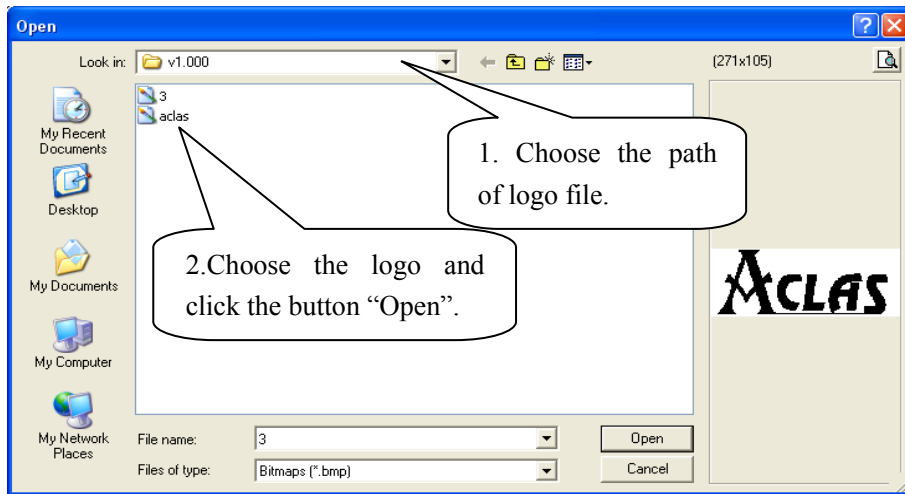 Open
Look in:
v1.000
(271x105)
3
aclas
My Recent
Documents
Desktop
My Documents
My Computer
My Network
Places
1. Choose the path
of logo file.
2.Choose the logo and
click the button “Open”.
ACLAS
File name:
3
Open
Files of type:
Bitmaps (*.bmp)
Cancel